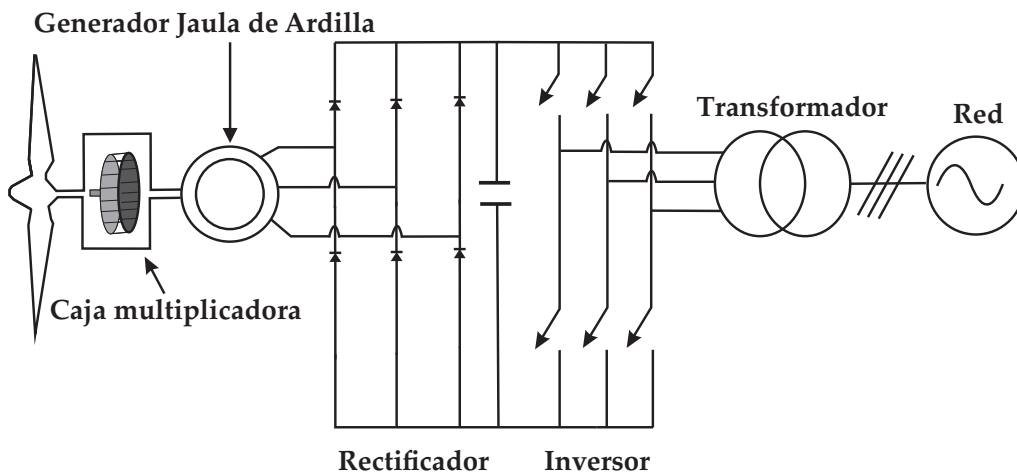 Generador Jaula de Ardilla
Transformador
Red
Caja multiplicadora
Rectificador
Inversor